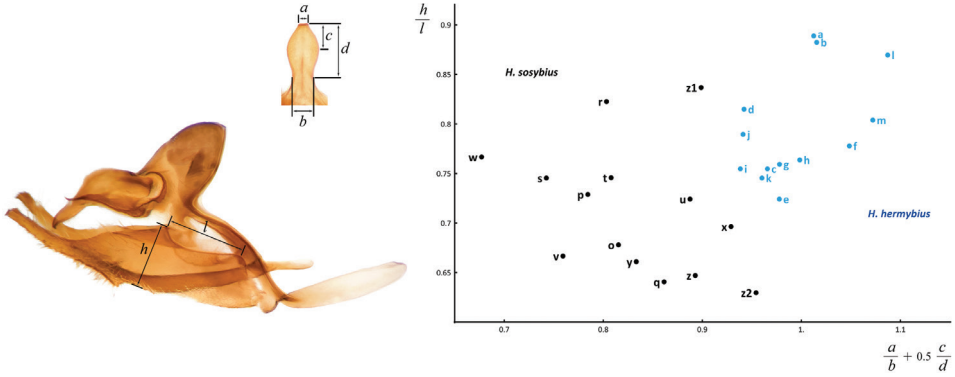 a
c
d
b
l
h
h
l
0.9
0.85
0.8
0.75
0.7
0.65
H. sosybius
H. hermybius
a
b
l
z1
r
d
m
j
f
w
h
g
i
c
s
t
k
p
u
e
x
o
v
y
z
q
z2
0.7 0.8 0.9 1. 1.1
a
b
+ 0.5
c
d